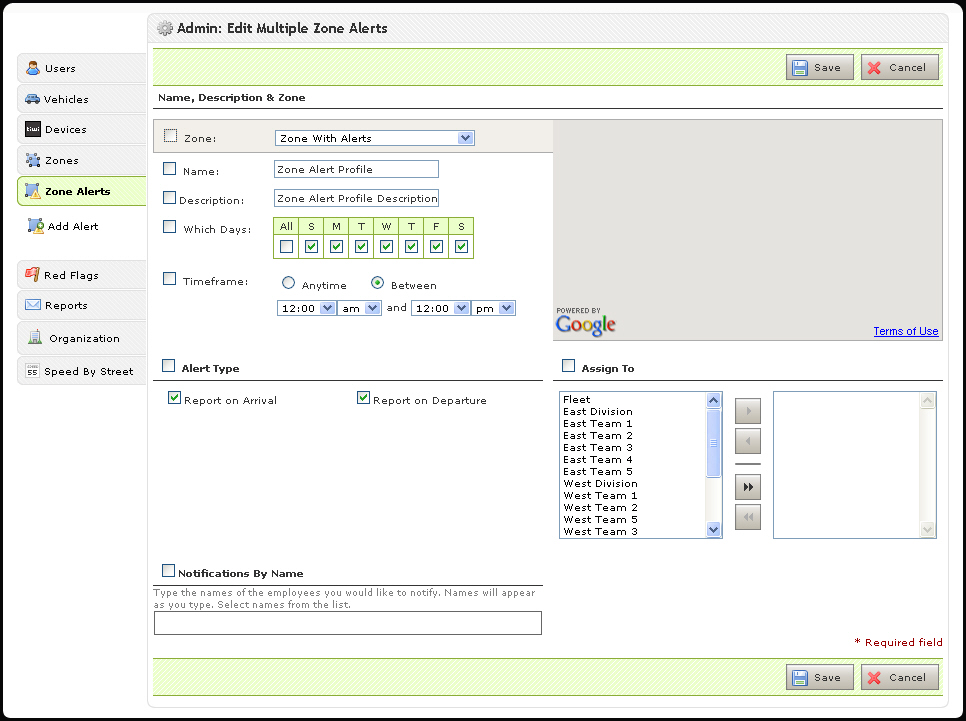 Admin: Edit Multiple Zone Alerts
Users
Vehicles
tiwi Devices
Zones
Zone Alerts
Add Alert
Red Flags
Reports
Organization
55 Speed By Street
Save Cancel
Name, Description & Zone
Zone: Zone With Alerts
Name: Zone Alert Profile
Description: Zone Alert Profile Description
Which Days: All S M T W T F S
Timeframe: Anytime Between
12:00 am and 12:00 pm
POWERED BY
Google
Terms of Use
Alert Type
Report on Arrival Report on Departure
Assign To
Fleet
East Division
East Team 1
East Team 2
East Team 3
East Team 4
East Team 5
West Division
West Team 1
West Team 2
West Team 5
West Team 3
Notifications By Name
Type the names of the employees you would like to notify. Names will appear
as you type. Select names from the list.
* Required field
Save Cancel